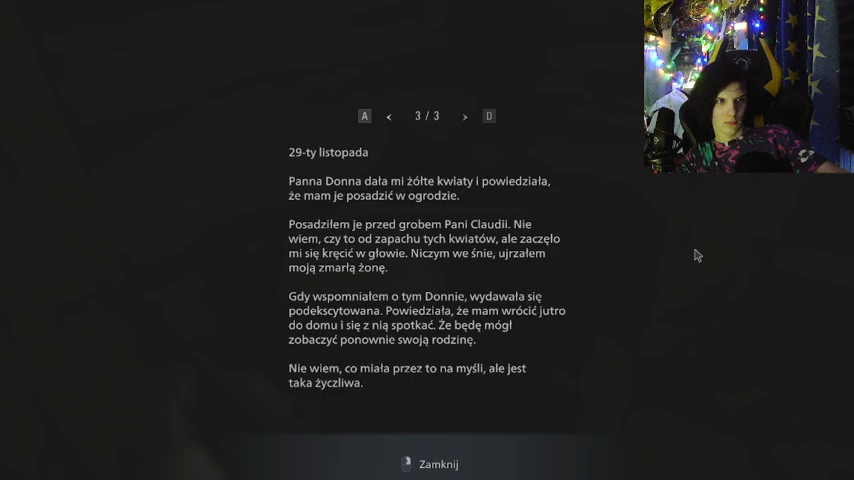 A < 3 / 3 > D
29-ty listopada
Panna Donna dała mi żółte kwiaty i powiedziała,
że mam je posadzić w ogrodzie.
Posadziłem je przed grobem Pani Claudii. Nie
wiem, czy to od zapachu tych kwiatów, ale zaczęło
mi się kręcić w głowie. Niczym we śnie, ujrzałem
moją zmarłą żonę.
Gdy wspomniałem o tym Donnie, wydawała się
podekscytowana. Powiedziała, że mam wrócić jutro
do domu i się z nią spotkać. Że będę mógł
zobaczyć ponownie swoją rodzinę.
Nie wiem, co miała przez to na myśli, ale jest
taka życzliwa.
Zamknij